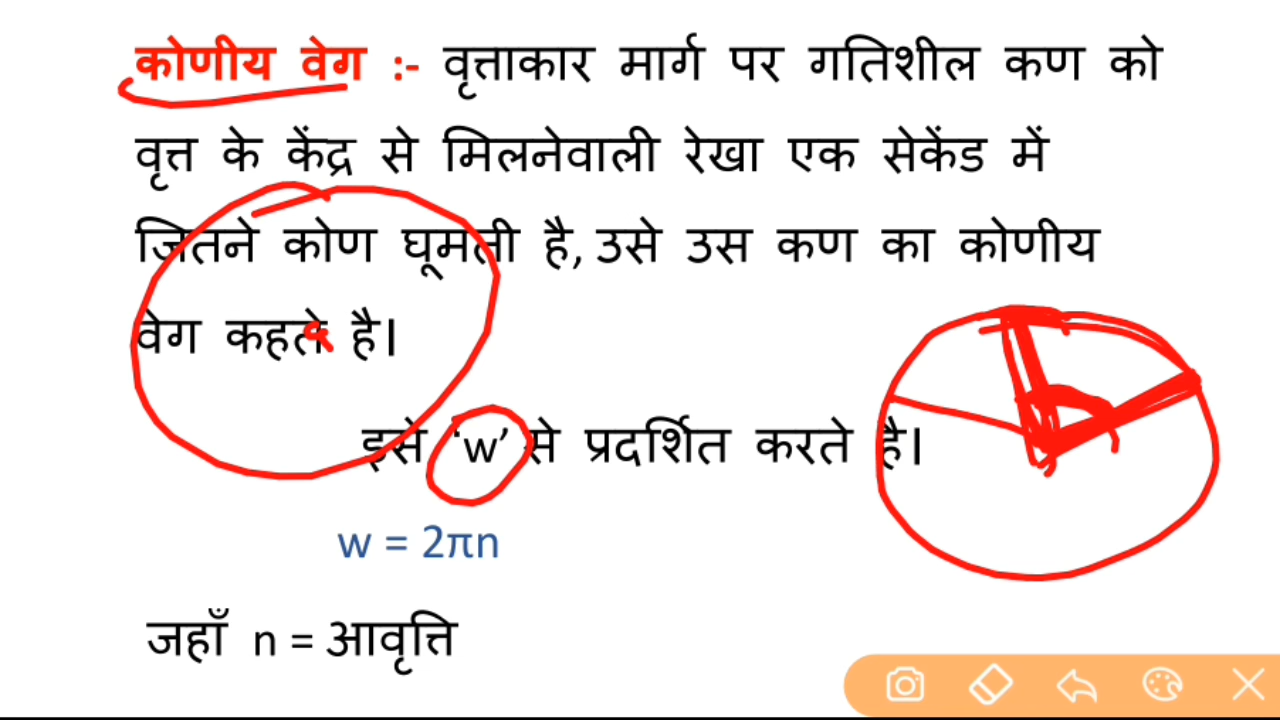 कोणीय वेग :- वृत्ताकार मार्ग पर गतिशील कण को
वृत्त के केंद्र से मिलनेवाली रेखा एक सेकेंड में
जितने कोण घूमती है, उसे उस कण का कोणीय
वेग कहते है।
इसे ‘w’ से प्रदर्शित करते है।
w = 2πn
जहाँ n = आवृत्ति